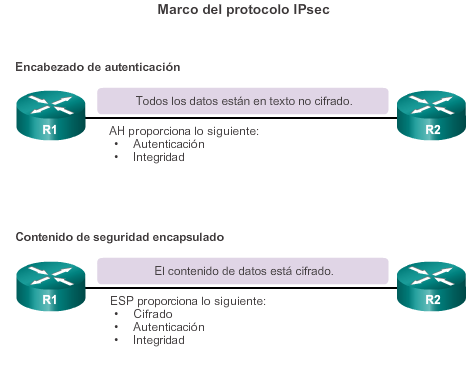 Marco del protocolo IPsec
Encabezado de autenticación
Todos los datos están en texto no cifrado.
R1
R2
AH proporciona lo siguiente:
• Autenticación
• Integridad
Contenido de seguridad encapsulado
El contenido de datos está cifrado.
R1
R2
ESP proporciona lo siguiente:
• Cifrado
• Autenticación
• Integridad